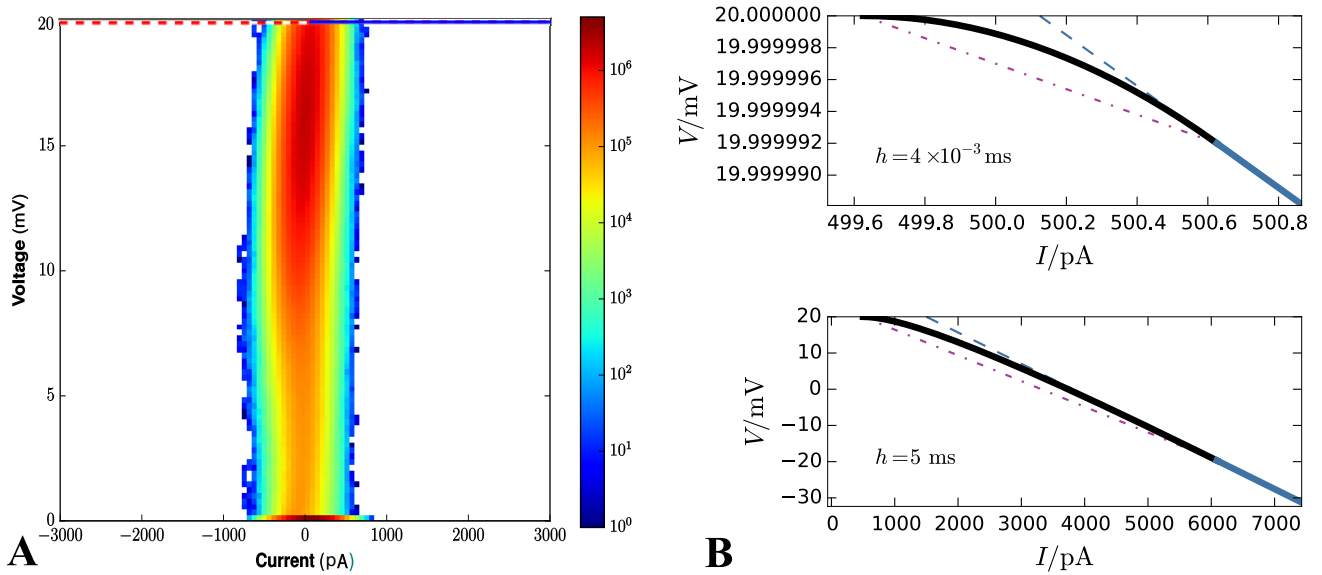 20
15
10
5
0
Voltage (mV)
−3000 −2000 −1000 0 1000 2000 3000
Current (pA)
10⁶
10⁵
10⁴
10³
10²
10¹
10⁰
A
20.000000
19.999998
19.999996
19.999994
19.999992
19.999990
V/mV
h = 4 ×10⁻³ ms
499.6 499.8 500.0 500.2 500.4 500.6 500.8
I/pA
20
10
0
−10
−20
−30
V/mV
h = 5 ms
0 1000 2000 3000 4000 5000 6000 7000
I/pA
B